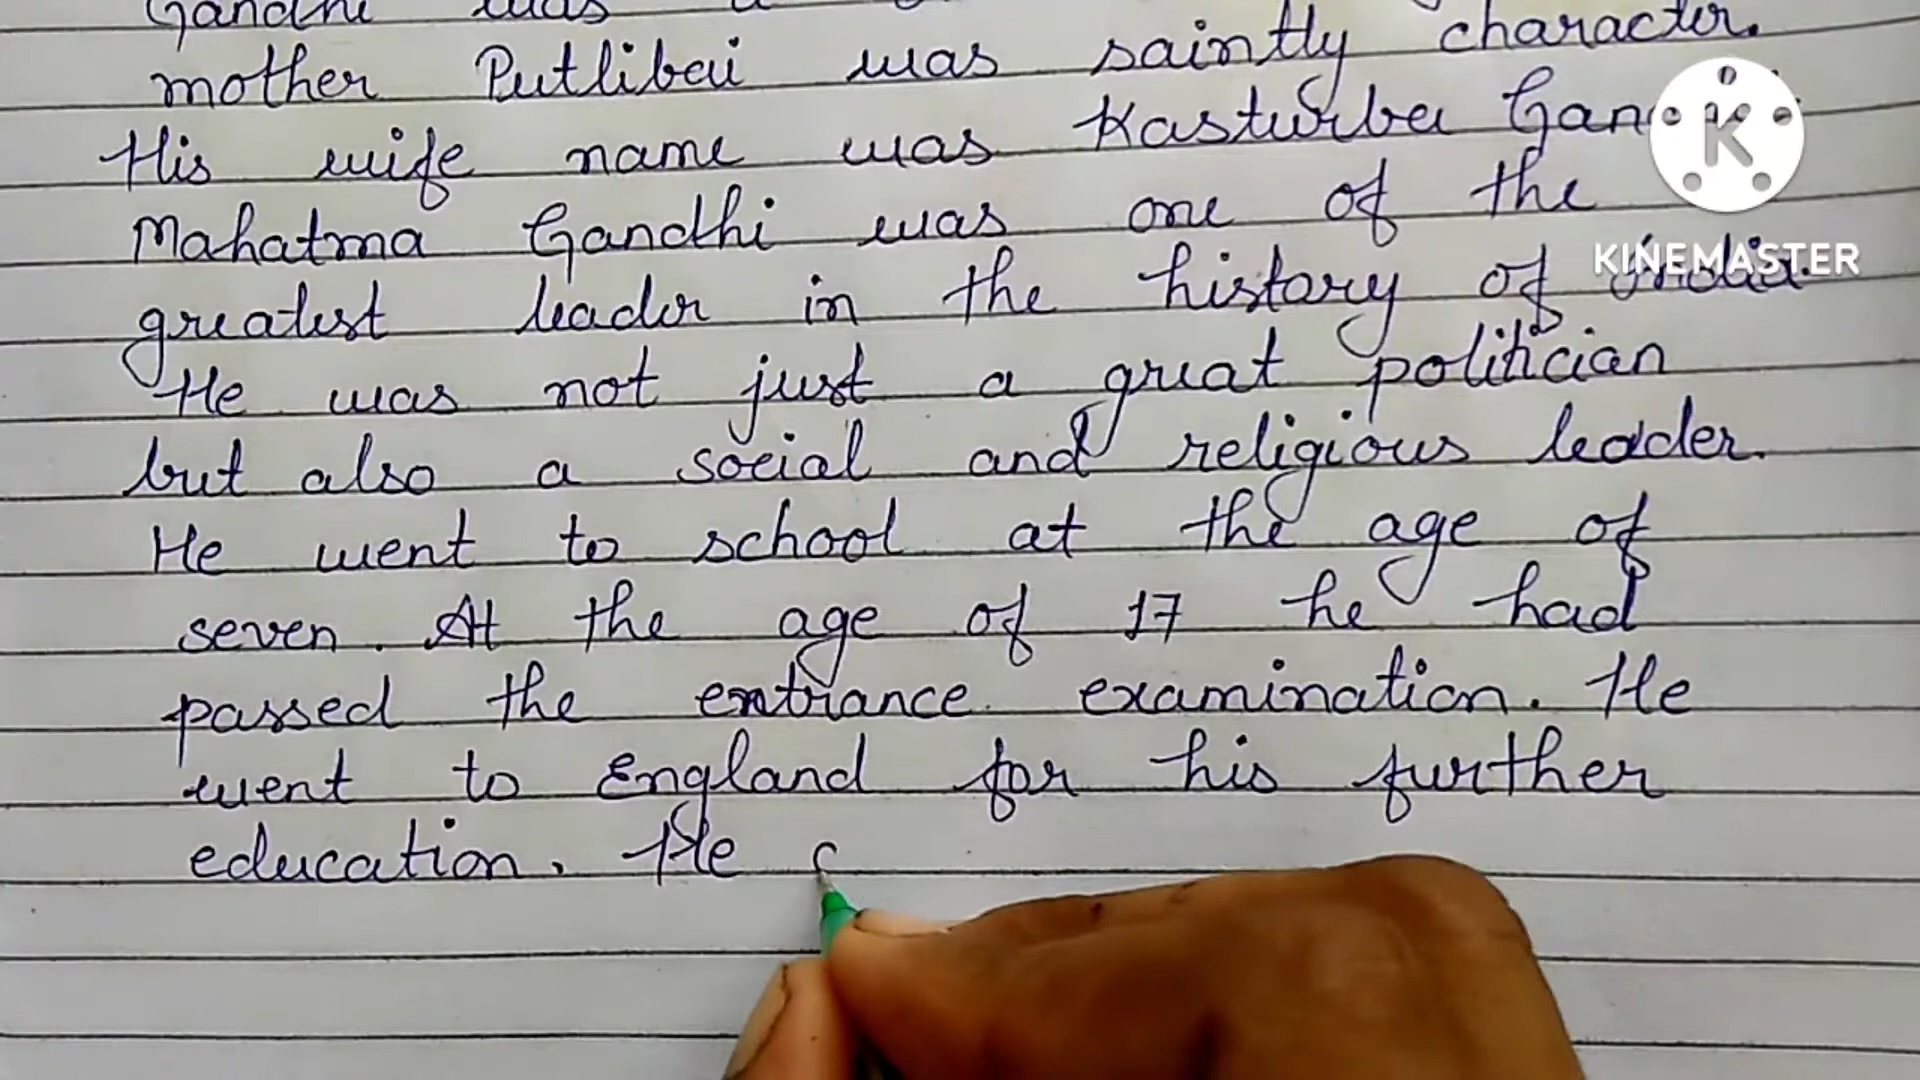 Gandhi was a
mother Putlibai was saintly character.
His wife name was Kasturba
Mahatma Gandhi was one of the
greatest leader in the history of India.
He was not just a great politician
but also a social and religious leader.
He went to school at the age of
seven. At the age of 17 he had
passed the entrance examination. He
went to England for his further
education. He
K
KINEMASTER